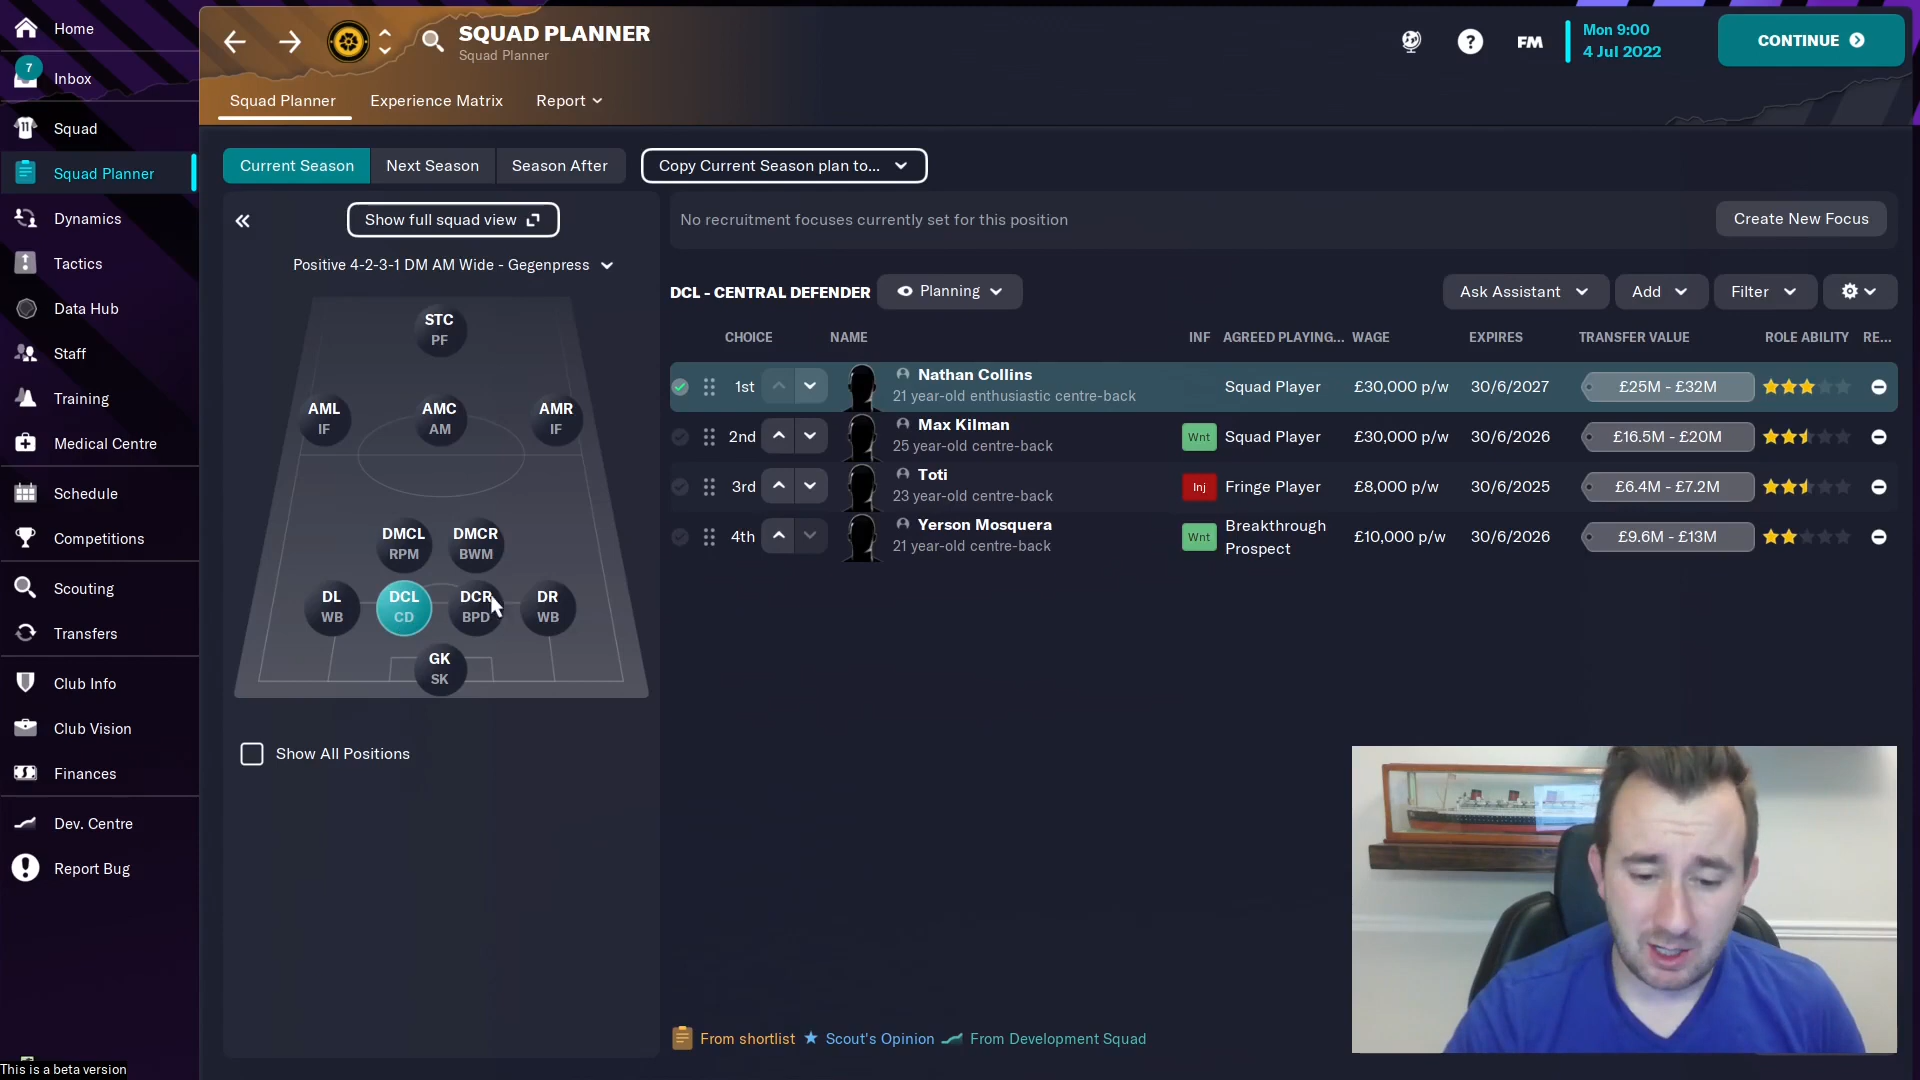 Home
7
Inbox
11
Squad
Squad Planner
Dynamics
Tactics
Data Hub
Staff
Training
Medical Centre
Schedule
Competitions
Scouting
Transfers
Club Info
Club Vision
Finances
Dev. Centre
Report Bug
This is a beta version
SQUAD PLANNER
Squad Planner
?
FM
Mon 9:00
4 Jul 2022
CONTINUE
Squad Planner
Experience Matrix
Report
Current Season
Next Season
Season After
Copy Current Season plan to...
Show full squad view
Positive 4-2-3-1 DM AM Wide - Gegenpress
STC
PF
AML
IF
AMC
AM
AMR
IF
DMCL
RPM
DMCR
BWM
DL
WB
DCL
CD
DCR
BPD
DR
WB
GK
SK
Show All Positions
No recruitment focuses currently set for this position
Create New Focus
DCL - CENTRAL DEFENDER
Planning
Ask Assistant
Add
Filter
CHOICE NAME INF AGREED PLAYING... WAGE EXPIRES TRANSFER VALUE ROLE ABILITY RE...
1st Nathan Collins Squad Player £30,000 p/w 30/6/2027 £25M - £32M
21 year-old enthusiastic centre-back
2nd Max Kilman Wnt Squad Player £30,000 p/w 30/6/2026 £16.5M - £20M
25 year-old centre-back
3rd Toti Inj Fringe Player £8,000 p/w 30/6/2025 £6.4M - £7.2M
23 year-old centre-back
4th Yerson Mosquera Wnt Breakthrough Prospect £10,000 p/w 30/6/2026 £9.6M - £13M
21 year-old centre-back
From shortlist
Scout's Opinion
From Development Squad